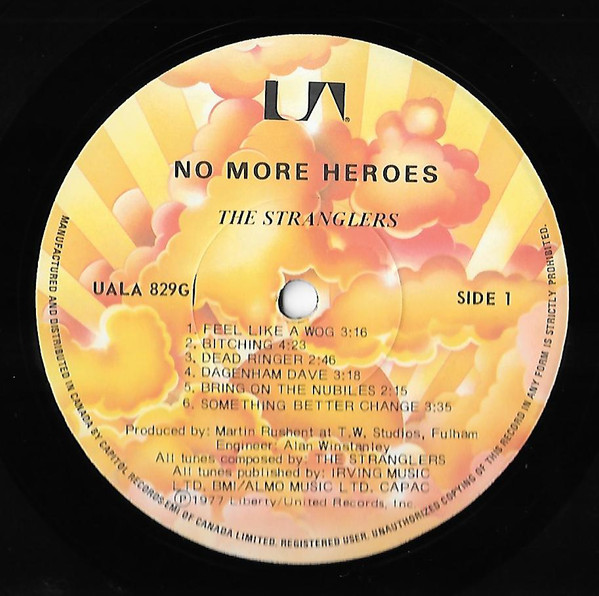 UA
NO MORE HEROES
THE STRANGLERS
UALA 829G
SIDE 1
1. FEEL LIKE A WOG 3:16
2. BITCHING 4:23
3. DEAD RINGER 2:46
4. DAGENHAM DAVE 3:18
5. BRING ON THE NUBILES 2:15
6. SOMETHING BETTER CHANGE 3:35
Produced by: Martin Rushent at T.W. Studios, Fulham
Engineer: Alan Winstanley
All tunes composed by: THE STRANGLERS
All tunes published by: IRVING MUSIC
LTD. BMI/ALMO MUSIC LTD. CAPAC
Ⓟ1977 Liberty/United Records, Inc.
MANUFACTURED AND DISTRIBUTED IN CANADA BY CAPITOL RECORDS-EMI OF CANADA LIMITED. REGISTERED USER. UNAUTHORIZED COPYING OF THIS RECORD IN ANY FORM IS STRICTLY PROHIBITED.